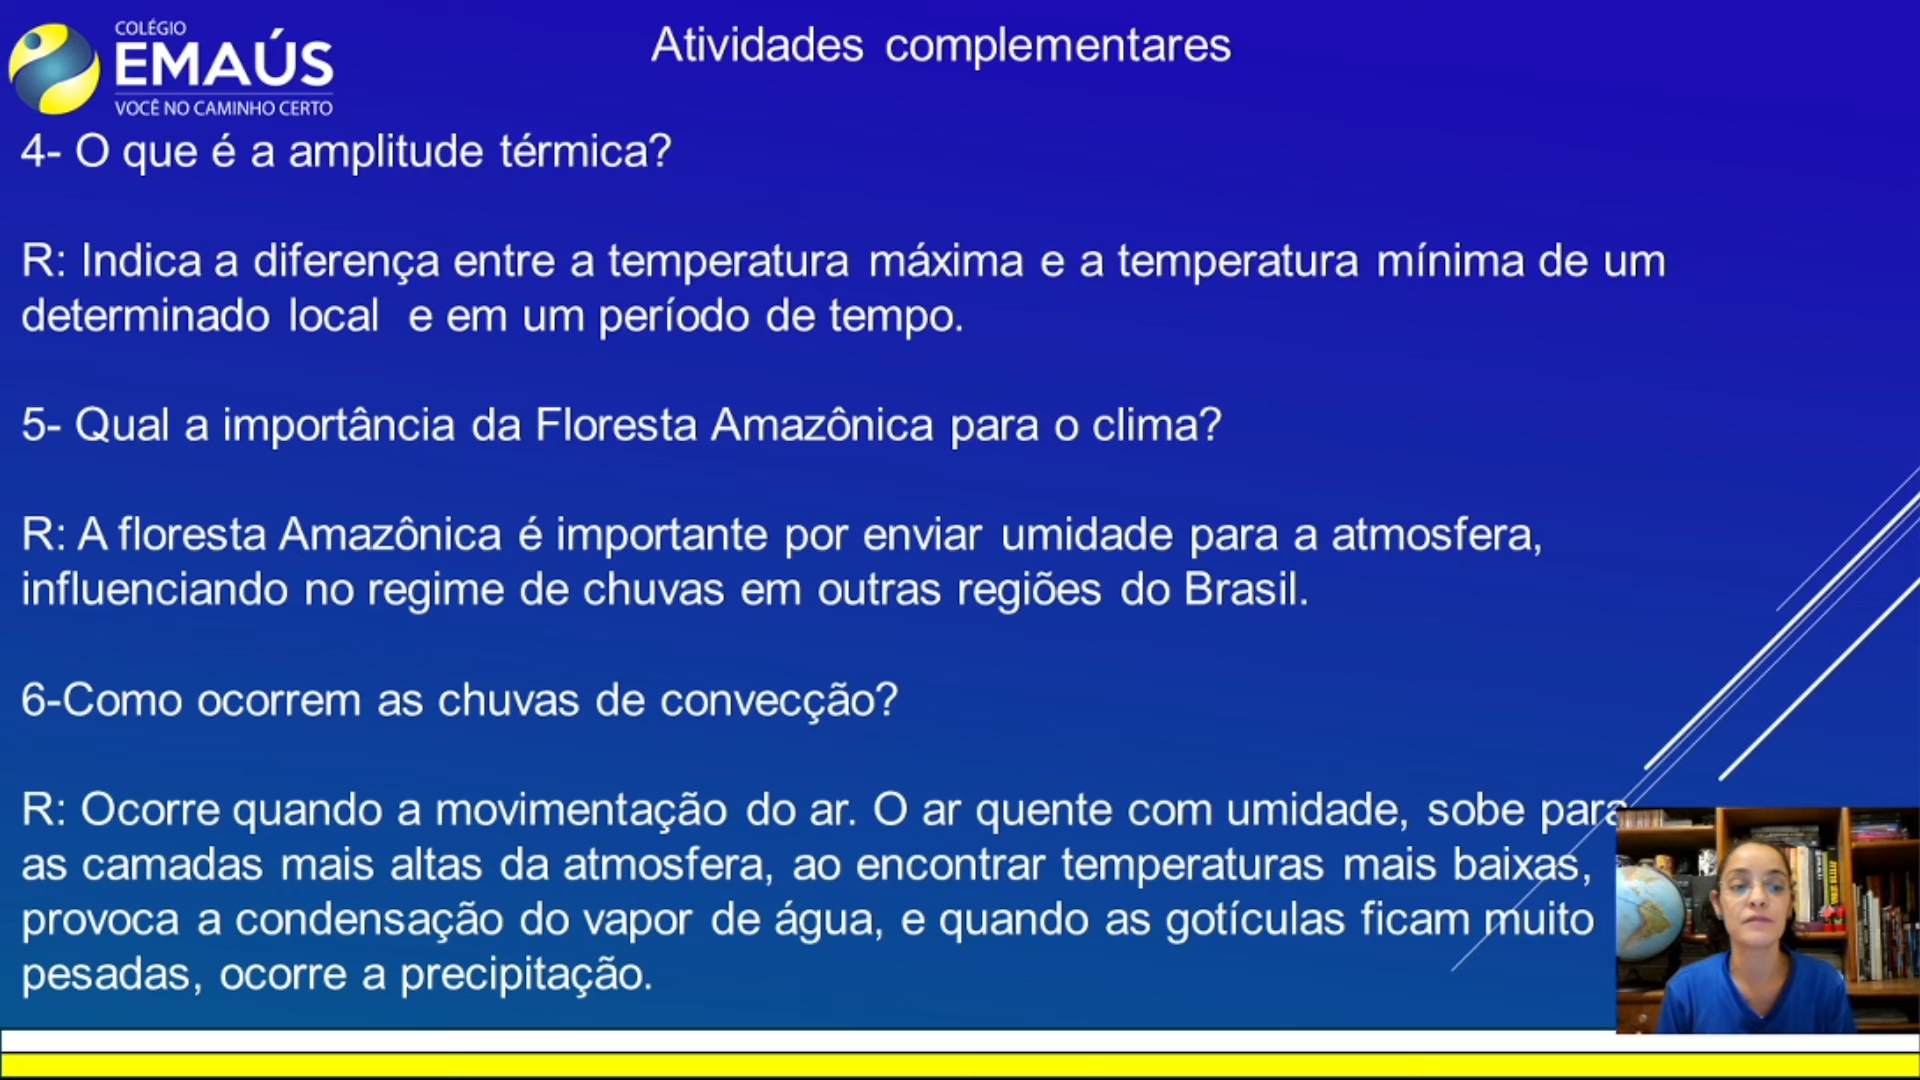 COLÉGIO
EMAÚS
VOCÊ NO CAMINHO CERTO
Atividades complementares
4- O que é a amplitude térmica?
R: Indica a diferença entre a temperatura máxima e a temperatura mínima de um
determinado local e em um período de tempo.
5- Qual a importância da Floresta Amazônica para o clima?
R: A floresta Amazônica é importante por enviar umidade para a atmosfera,
influenciando no regime de chuvas em outras regiões do Brasil.
6-Como ocorrem as chuvas de convecção?
R: Ocorre quando a movimentação do ar. O ar quente com umidade, sobe para
as camadas mais altas da atmosfera, ao encontrar temperaturas mais baixas,
provoca a condensação do vapor de água, e quando as gotículas ficam muito
pesadas, ocorre a precipitação.